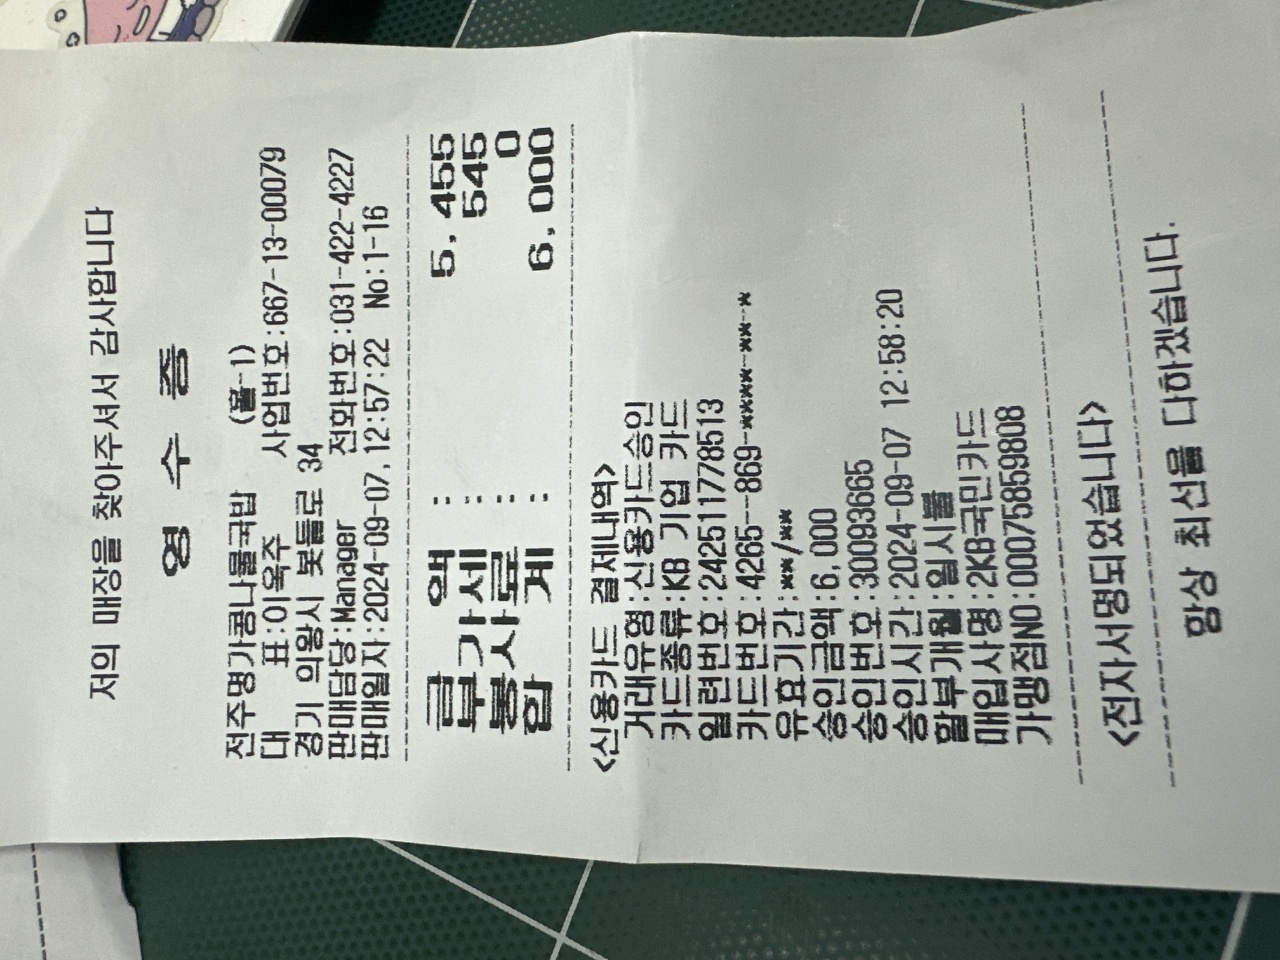 저의 매장을 찾아주셔서 감사합니다
영 수 증
전주명가콩나물국밥 (홀-1)
대 표:이옥주 사업번호:667-13-00079
경기 의왕시 봇들로 34
판매담당:Manager 전화번호:031-422-4227
판매일자:2024-09-07,12:57:22 No:1-16
금 액 : 5,455
부 가 세 : 545
봉 사 료 : 0
합 계 : 6,000
<신용카드 결제내역>
거래유형:신용카드승인
카드종류:KB 기업 카드
일련번호:242511778513
카드번호:4265---869-****-**-*
유효기간:**/**
승인금액:6,000
승인번호:30093665
승인시간:2024-09-07 12:58:20
할부개월:일시불
매입사명:2KB국민카드
가맹점NO:00075859808
<전자서명되었습니다>
항상 최선을 다하겠습니다.